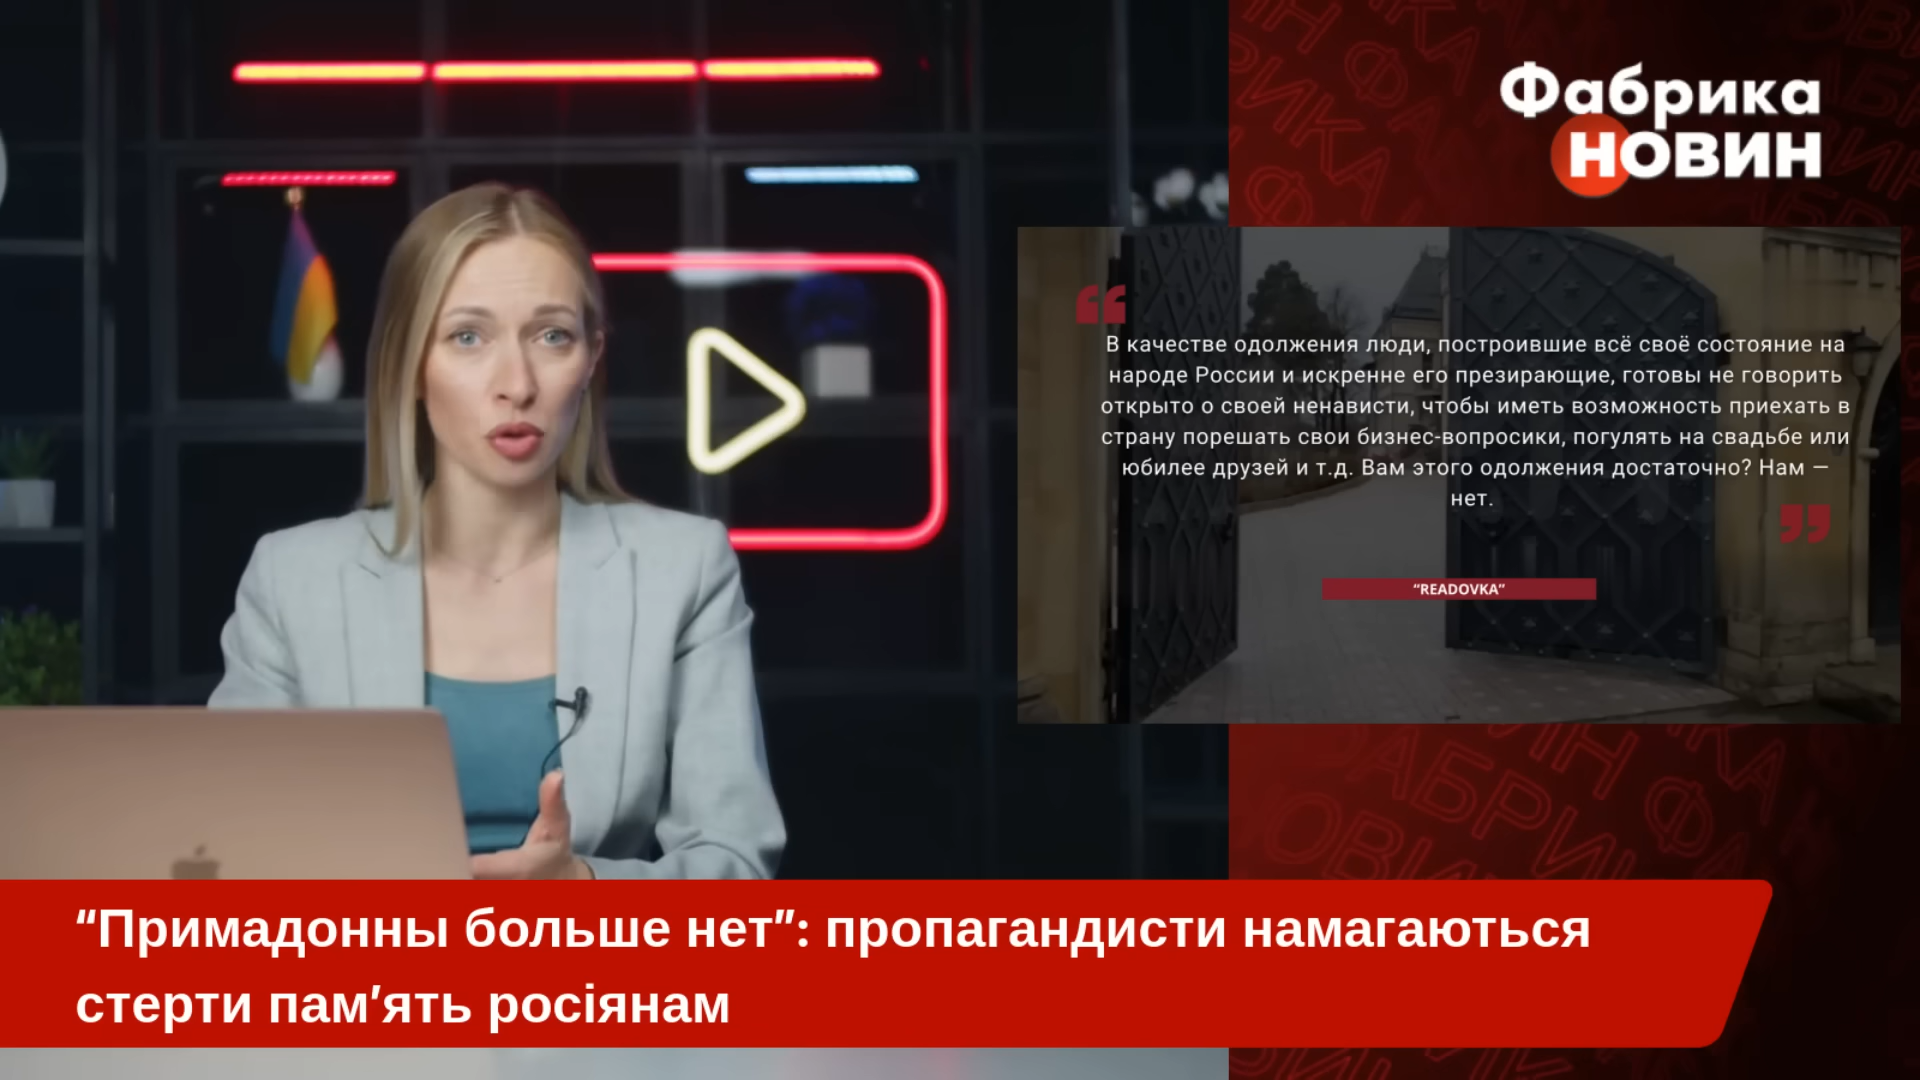 Фабрика
новин
“
В качестве одолжения люди, построившие всё своё состояние на
народе России и искренне его презирающие, готовы не говорить
открыто о своей ненависти, чтобы иметь возможность приехать в
страну порешать свои бизнес-вопросики, погулять на свадьбе или
юбилее друзей и т.д. Вам этого одолжения достаточно? Нам —
нет.
”
“READOVKA”
“Примадонны больше нет”: пропагандисти намагаються
стерти пам’ять росіянам